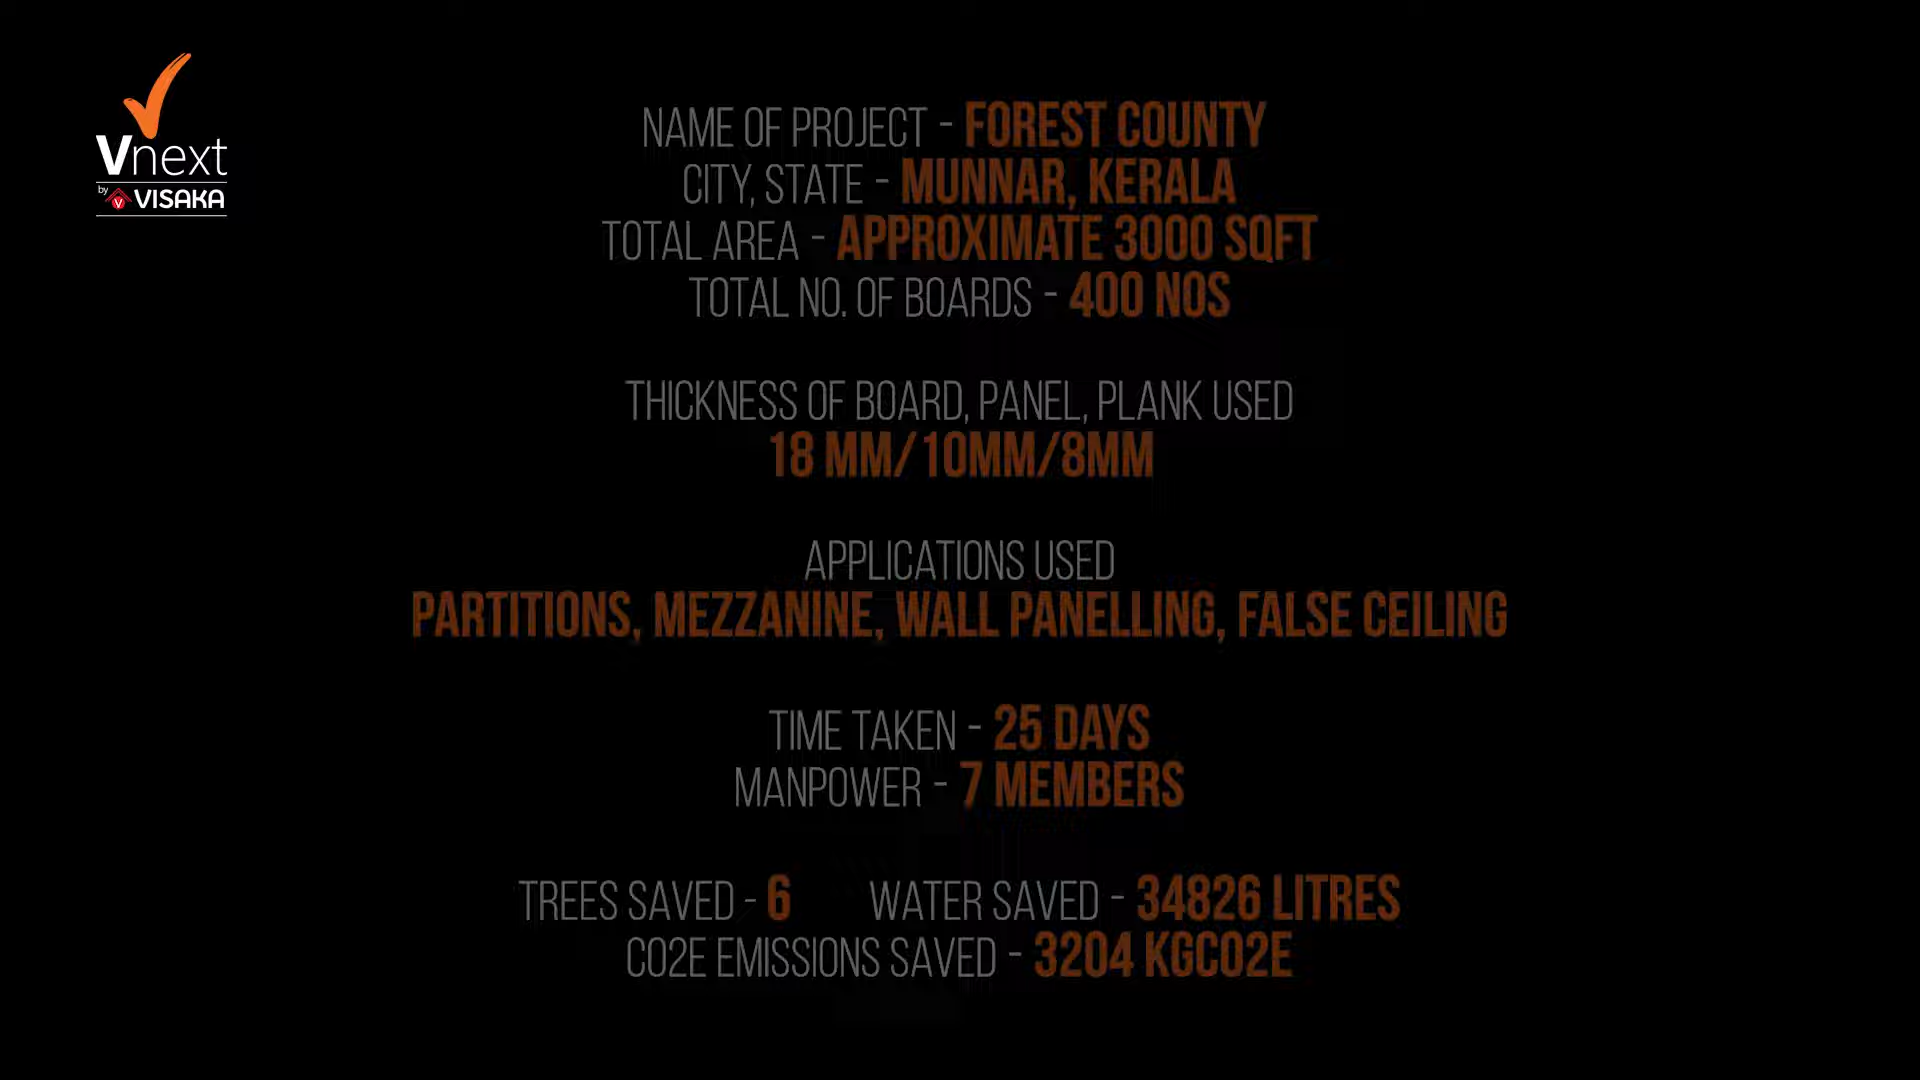 Vnext
by VISAKA
NAME OF PROJECT - FOREST COUNTY
CITY, STATE - MUNNAR, KERALA
TOTAL AREA - APPROXIMATE 3000 SQFT
TOTAL NO. OF BOARDS - 400 NOS
THICKNESS OF BOARD, PANEL, PLANK USED
18 MM/10MM/8MM
APPLICATIONS USED
PARTITIONS, MEZZANINE, WALL PANELLING, FALSE CEILING
TIME TAKEN - 25 DAYS
MANPOWER - 7 MEMBERS
TREES SAVED - 6 WATER SAVED - 34826 LITRES
CO2E EMISSIONS SAVED - 3204 KGCO2E